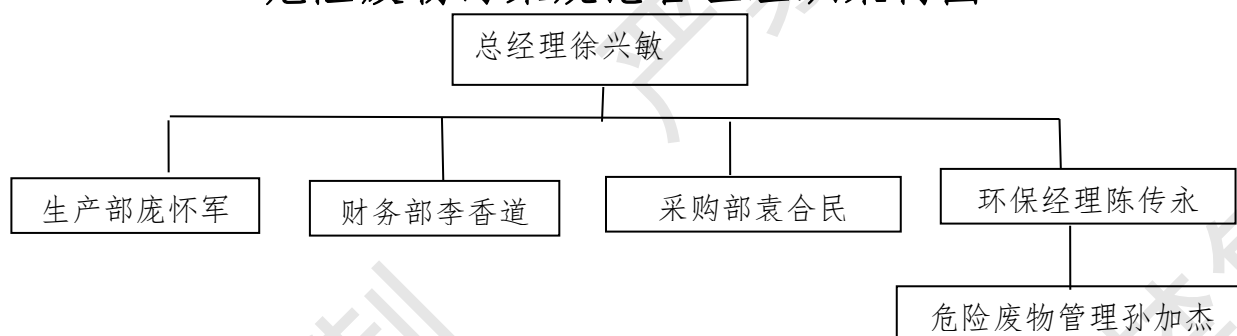 总经理徐兴敏
生产部庞怀军
财务部李香道
采购部袁合民
环保经理陈传永
危险废物管理孙加杰